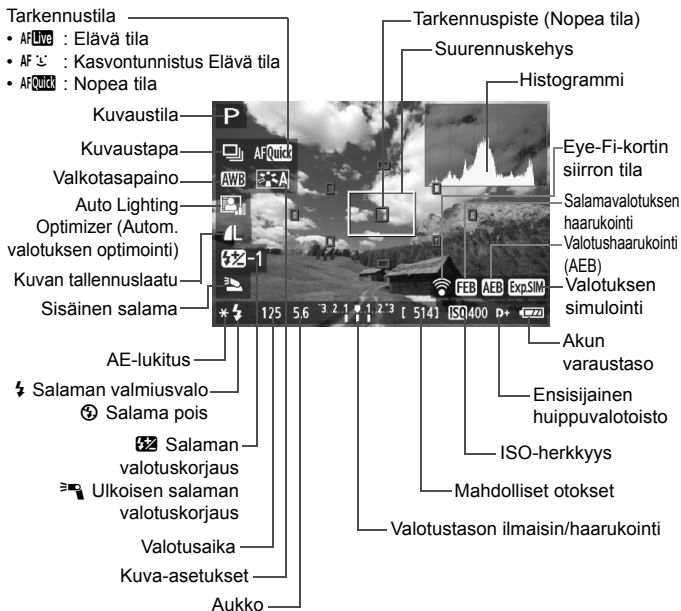 Tarkennustila
• AF Live : Elävä tila
• AF : Kasvontunnistus Elävä tila
• AF Quick : Nopea tila
Kuvaustila
Kuvaustapa
Valkotasapaino
Auto Lighting
Optimizer (Autom.
valotuksen optimointi)
Kuvan tallennuslaatu
Sisäinen salama
AE-lukitus
Salaman valmiusvalo
Salama pois
Salaman
valotuskorjaus
Ulkoisen salaman
valotuskorjaus
Valotusaika
Kuva-asetukset
Aukko
Tarkennuspiste (Nopea tila)
Suurennuskehys
Histogrammi
Eye-Fi-kortin
siirron tila
Salamavalotuksen
haarukointi
Valotushaarukointi
(AEB)
Valotuksen
simulointi
Akun
varaustaso
Ensisijainen
huippuvalotoisto
ISO-herkkyys
Mahdolliset otokset
Valotustason ilmaisin/haarukointi
P
AF Quick
AWB A
L
-1
FEB AEB Exp.SIM
* 125 5.6 -3..2..1..1..2.+3 [ 514] ISO 400 D+